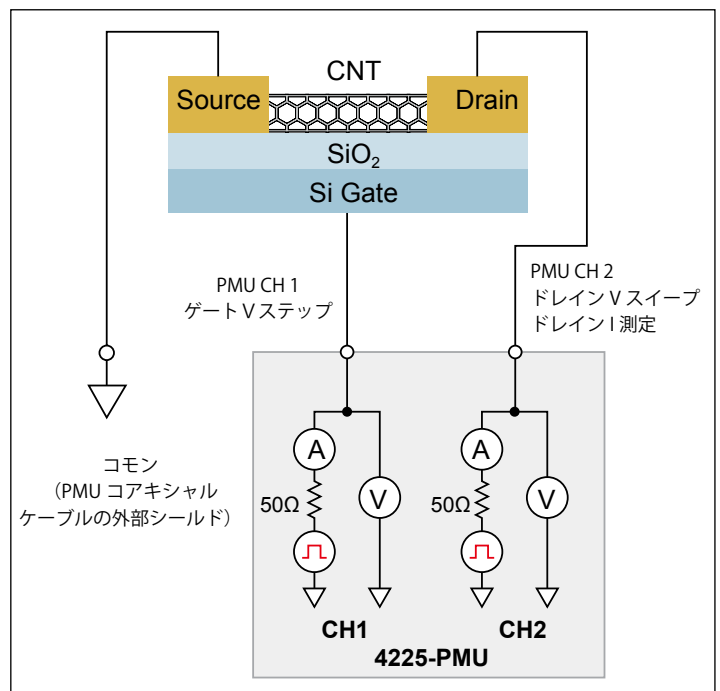 CNT
Source
Drain
SiO₂
Si Gate
PMU CH 1
ゲート V ステップ
PMU CH 2
ドレイン V スイープ
ドレイン I 測定
コモン
（PMU コアキシャル
ケーブルの外部シールド）
A
V
50Ω
A
V
50Ω
CH1
CH2
4225-PMU